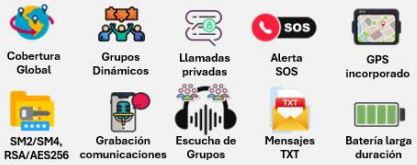 Cobertura
Global
Grupos
Dinámicos
Llamadas
privadas
SOS
Alerta
SOS
GPS
incorporado
SM2/SM4,
RSA/AES256
Grabación
comunicaciones
Escucha de
Grupos
TXT
Mensajes
TXT
Batería larga
duración